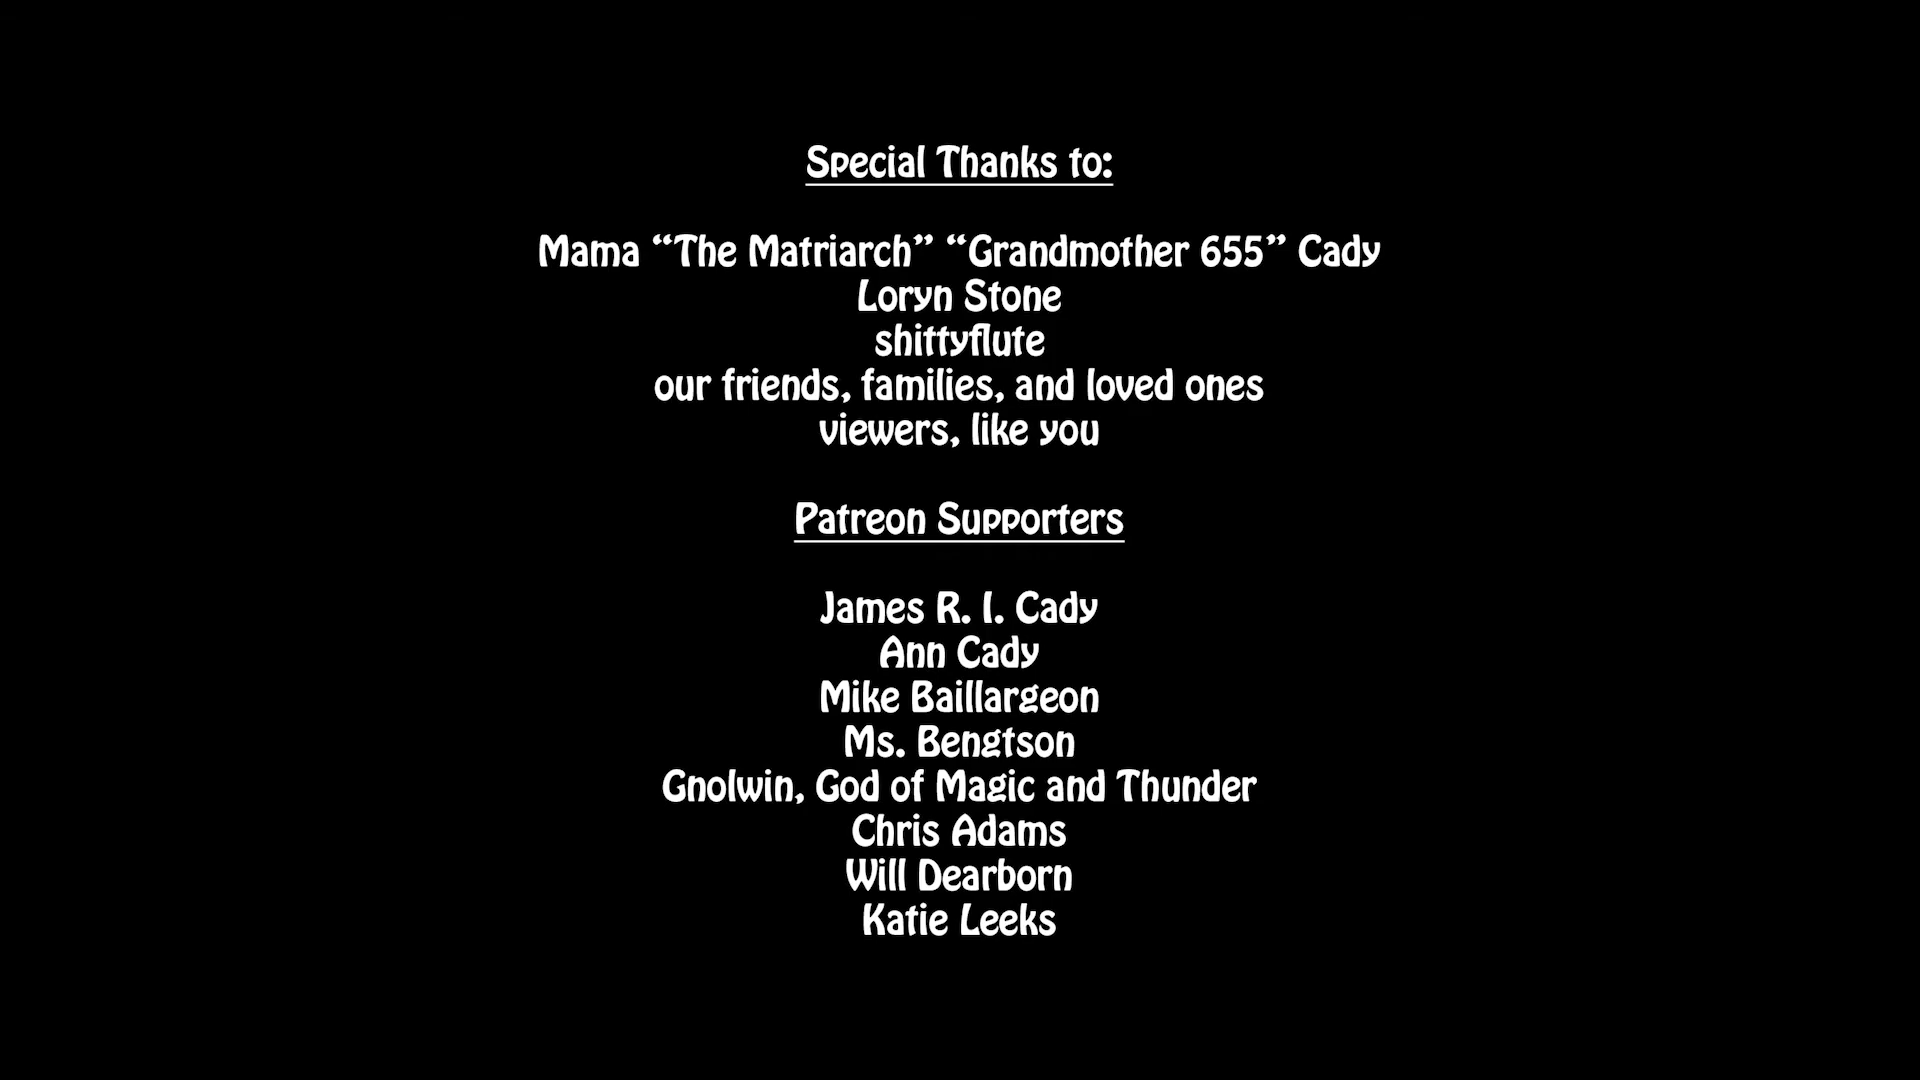 Special Thanks to:
Mama “The Matriarch” “Grandmother 655” Cady
Loryn Stone
shittyflute
our friends, families, and loved ones
viewers, like you
Patreon Supporters
James R. I. Cady
Ann Cady
Mike Baillargeon
Ms. Bengtson
Gnolwin, God of Magic and Thunder
Chris Adams
Will Dearborn
Katie Leeks